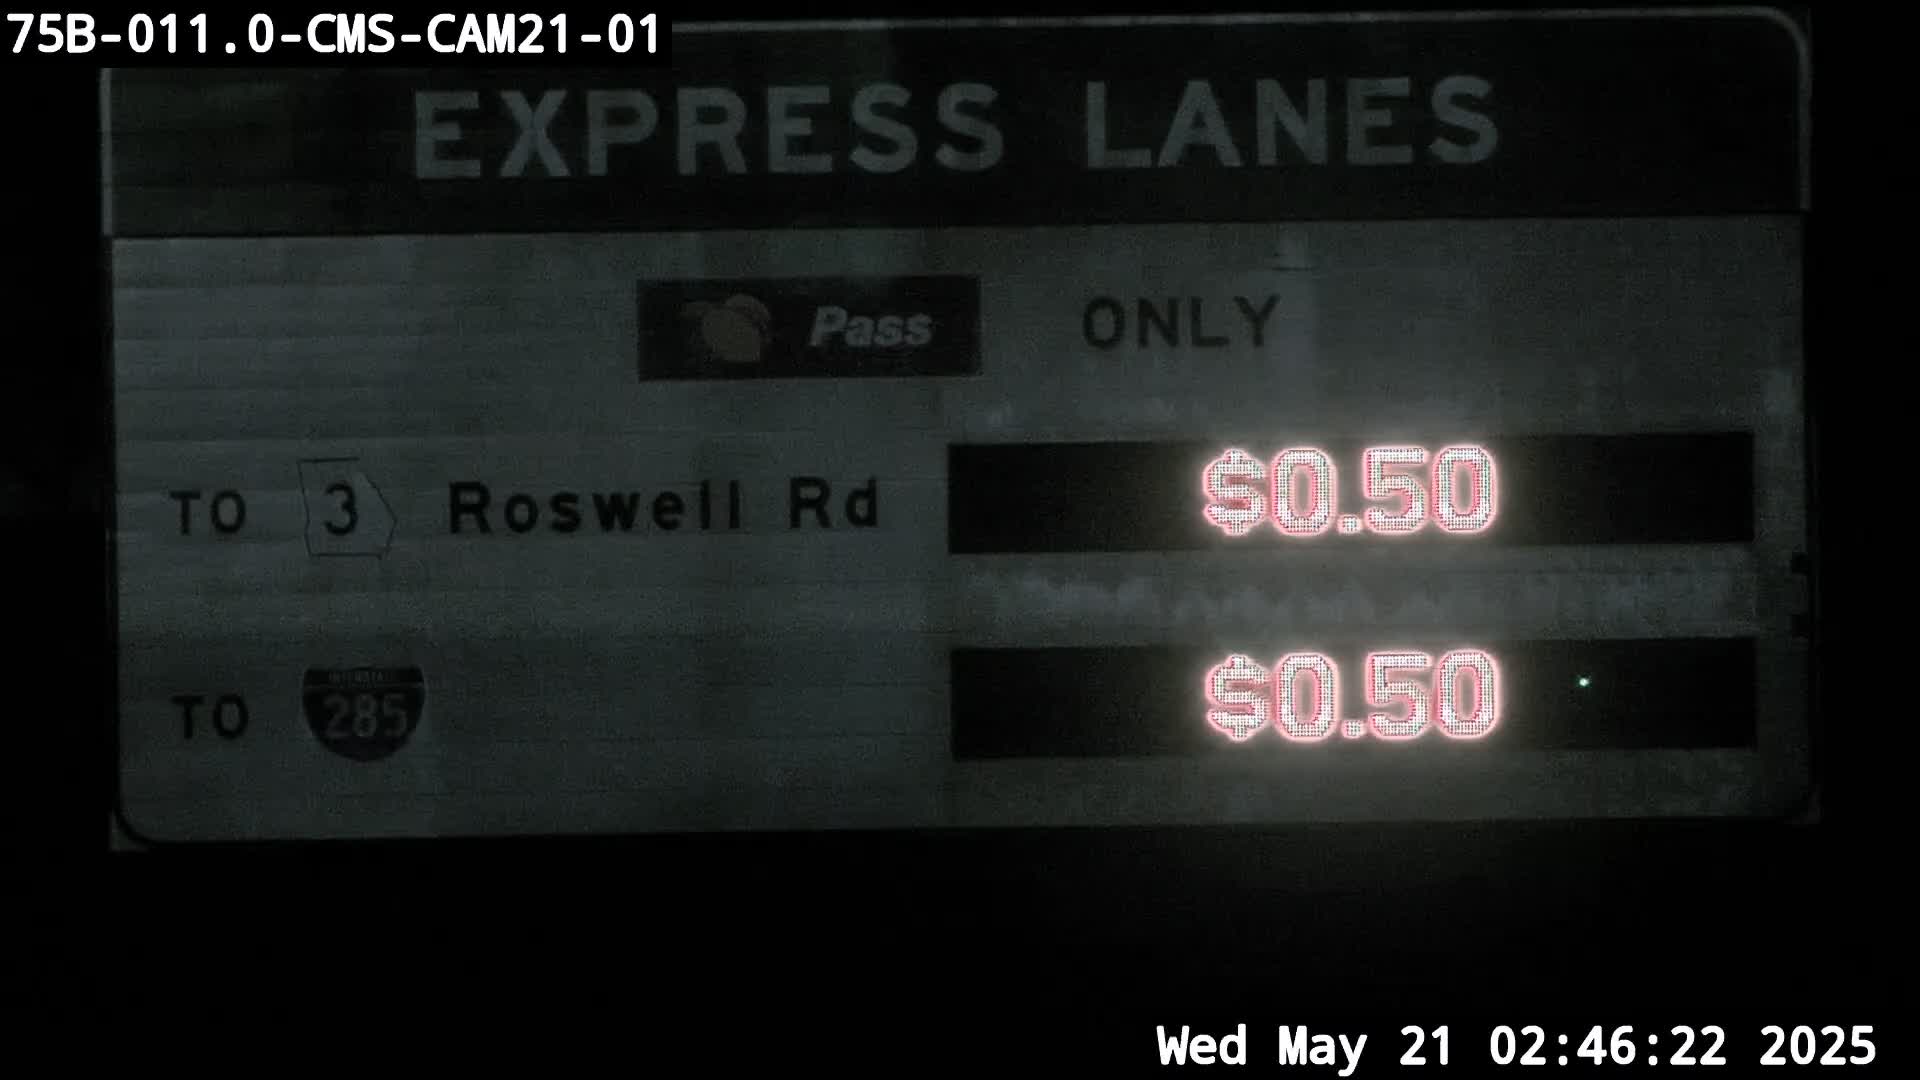 75B-011.0-CMS-CAM21-01
EXPRESS LANES
Pass ONLY
TO 3 Roswell Rd $0.50
TO INTERSTATE 285 $0.50
Wed May 21 02:46:22 2025